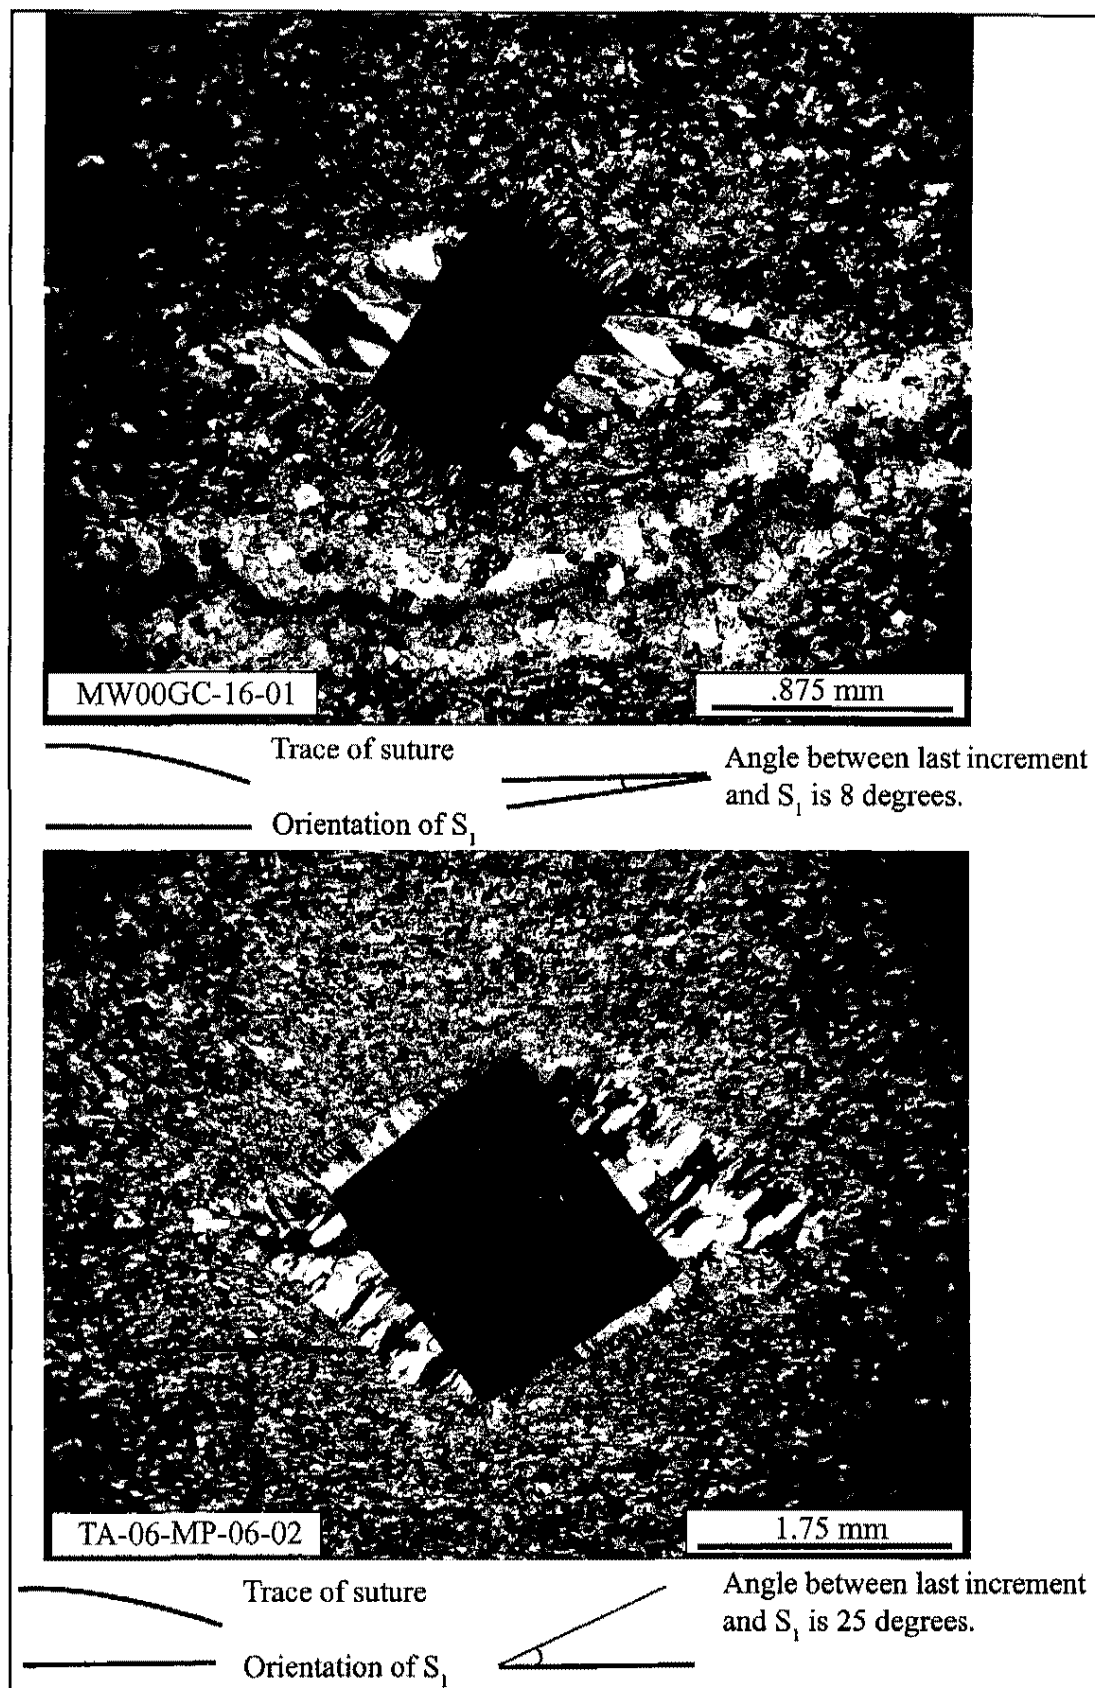 MW00GC-16-01
.875 mm
Trace of suture
Orientation of S₁
Angle between last increment
and S₁ is 8 degrees.
TA-06-MP-06-02
1.75 mm
Trace of suture
Orientation of S₁
Angle between last increment
and S₁ is 25 degrees.